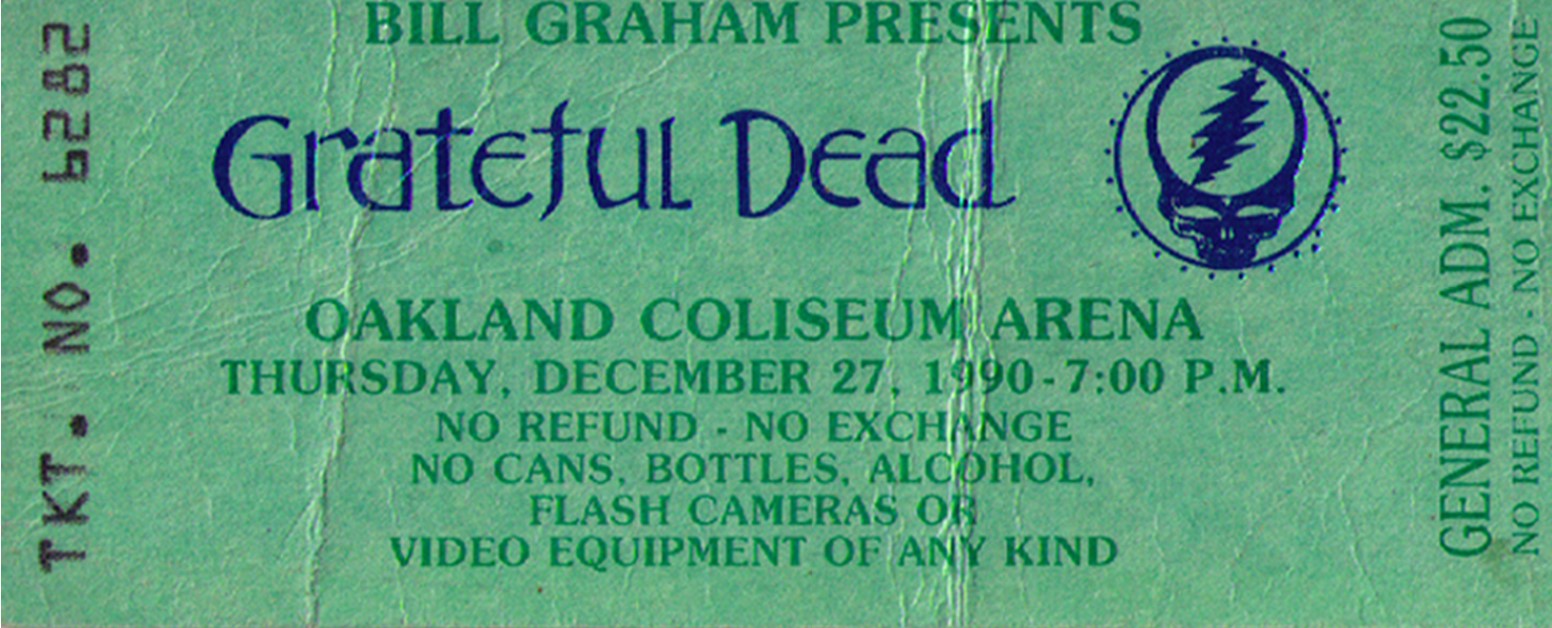 BILL GRAHAM PRESENTS
Grateful Dead
OAKLAND COLISEUM ARENA
THURSDAY, DECEMBER 27, 1990 - 7:00 P.M.
NO REFUND - NO EXCHANGE
NO CANS, BOTTLES, ALCOHOL,
FLASH CAMERAS OR
VIDEO EQUIPMENT OF ANY KIND
TKT. NO. 6282
GENERAL ADM. $22.50
NO REFUND - NO EXCHANGE